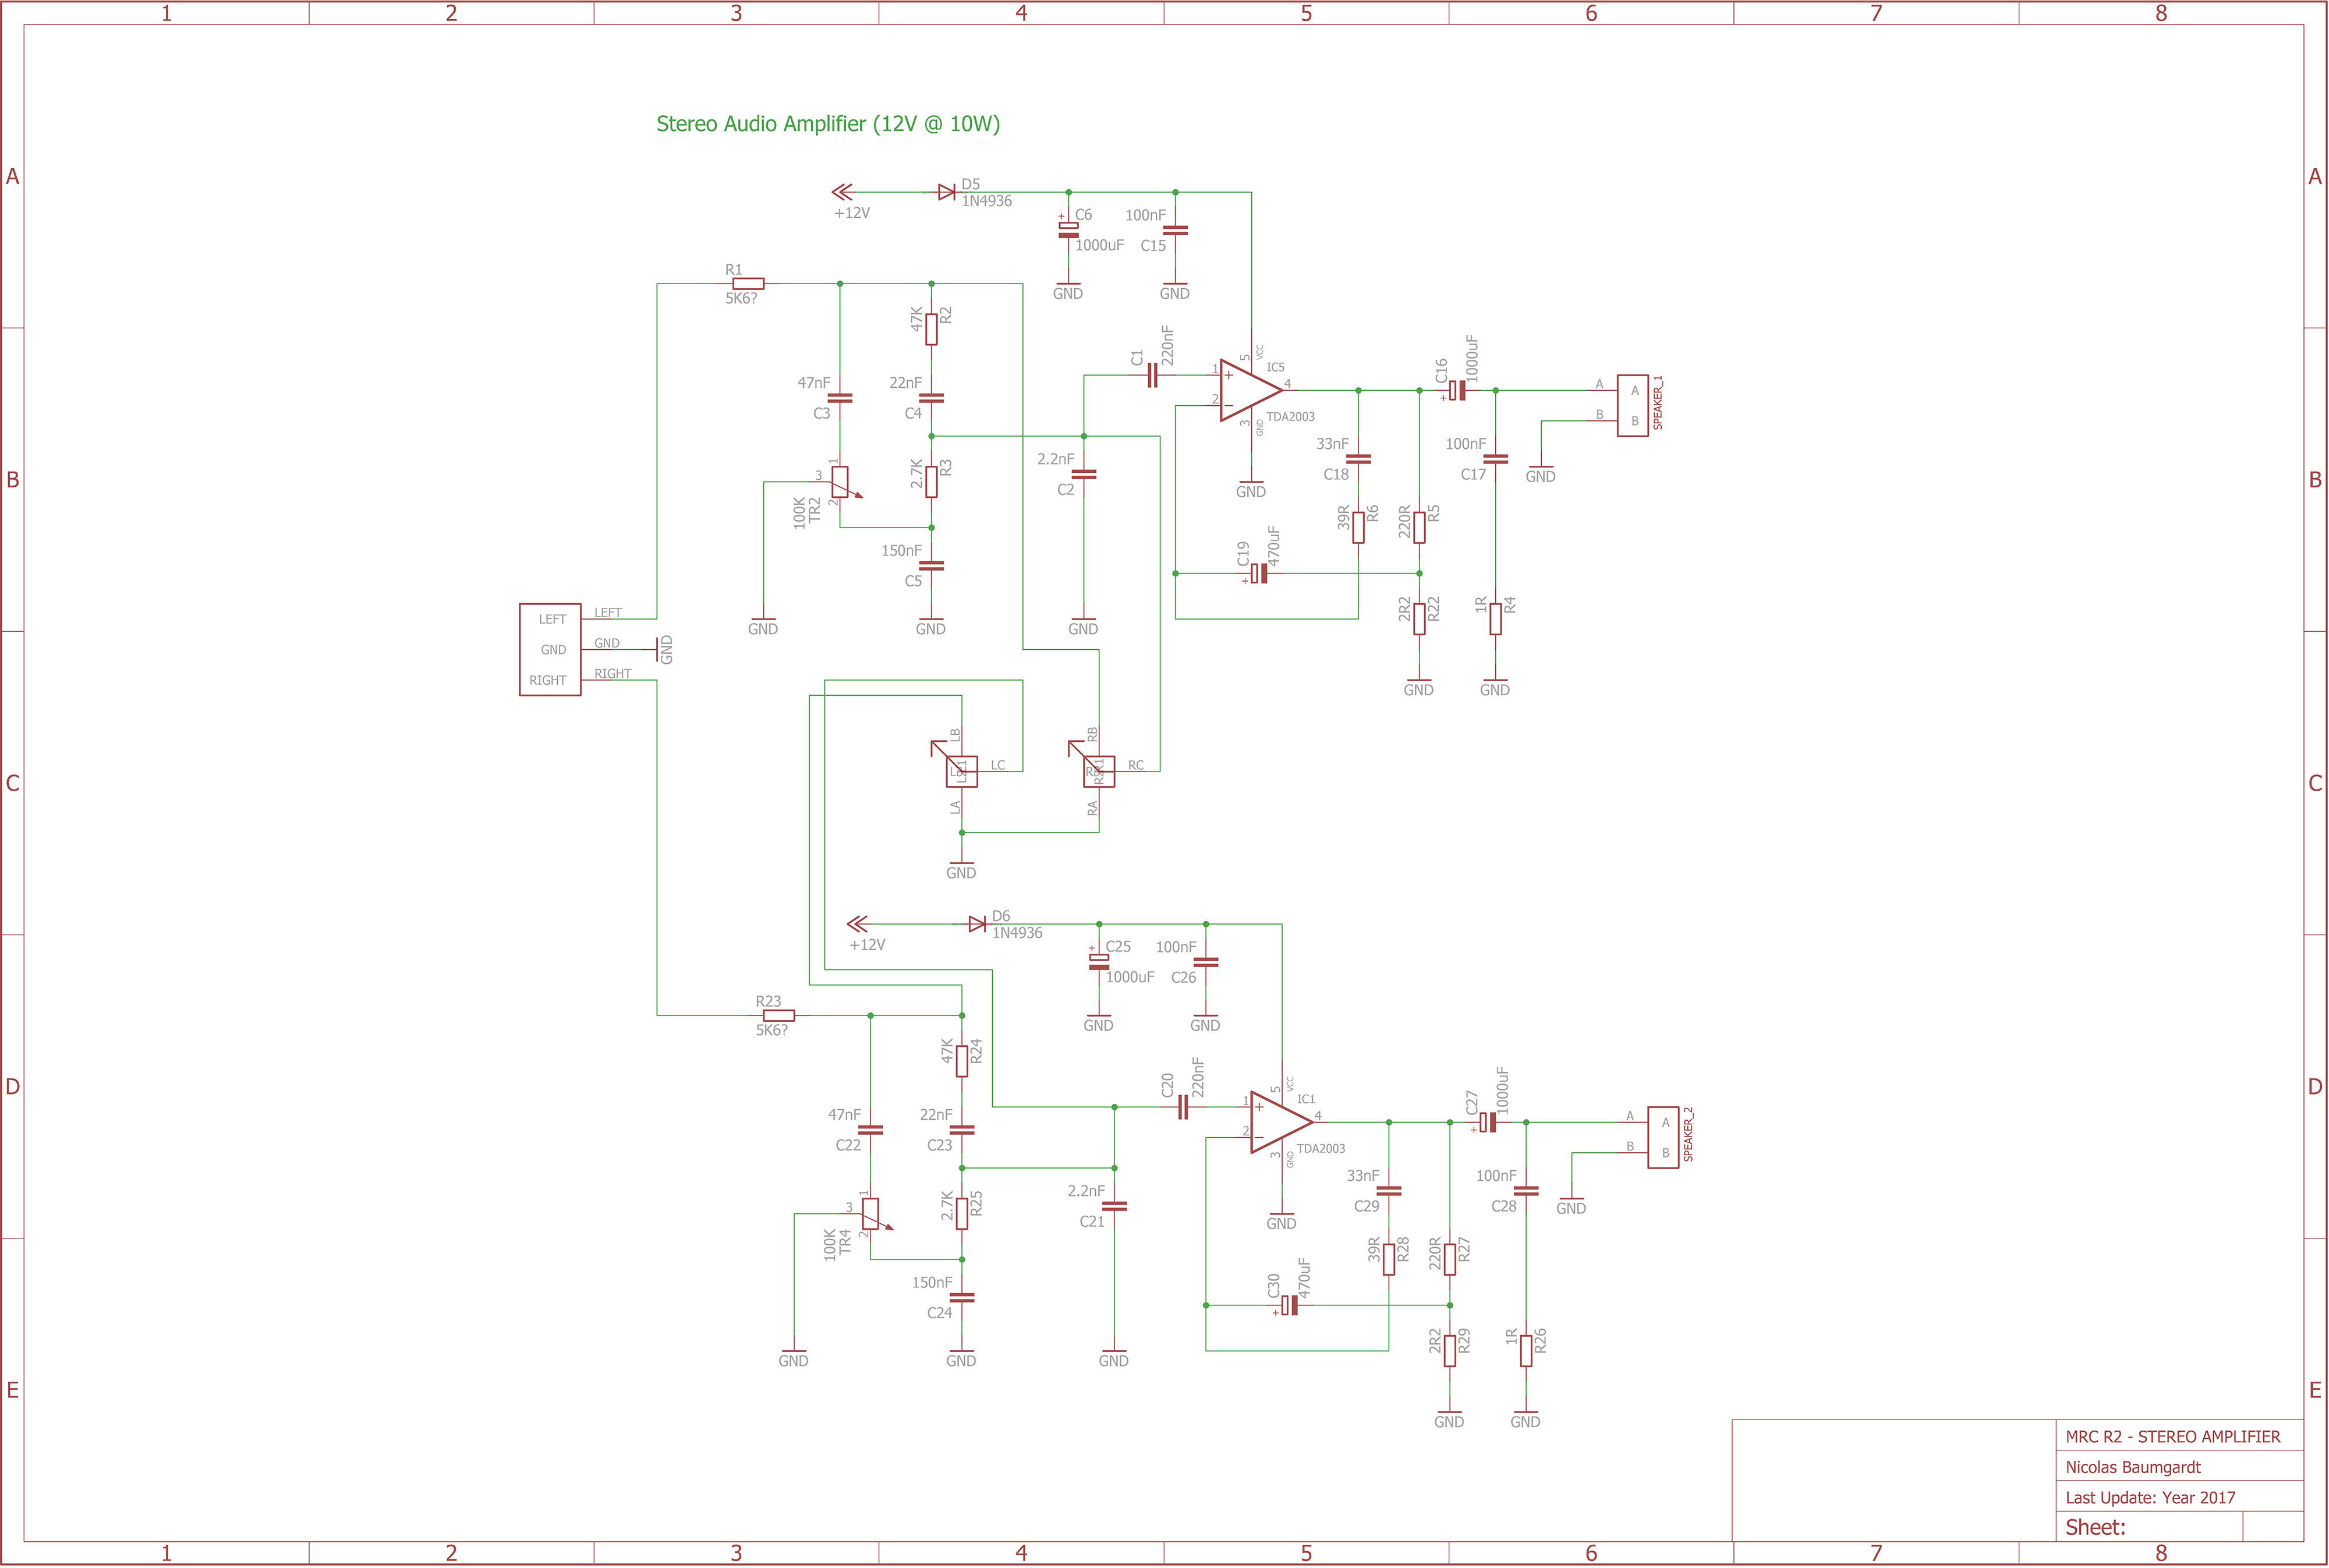 1 2 3 4 5 6 7 8
A
B
C
D
E
A
B
C
D
E
Stereo Audio Amplifier (12V @ 10W)
+12V
D5
1N4936
+
C6
1000uF
GND
100nF
C15
GND
R1
5K6?
47nF
C3
47K
R2
22nF
C4
2.7K
R3
1
3
2
100K
TR2
150nF
C5
GND
GND
2.2nF
C2
GND
C1
220nF
1
+
2
-
5
VCC
IC5
4
TDA2003
3
GND
GND
C16
1000uF
+
A
B
A
B
SPEAKER_1
GND
33nF
C18
39R
R6
220R
R5
C19
470uF
+
2R2
R22
GND
100nF
C17
1R
R4
GND
LEFT
GND
RIGHT
LEFT
GND
RIGHT
GND
LB
LC
LA
RB
RC
RA
GND
+12V
D6
1N4936
+
C25
1000uF
GND
100nF
C26
GND
R23
5K6?
47nF
C22
47K
R24
22nF
C23
2.7K
R25
1
3
2
100K
TR4
150nF
C24
GND
GND
2.2nF
C21
GND
C20
220nF
1
+
2
-
5
VCC
IC1
4
TDA2003
3
GND
GND
C27
1000uF
+
A
B
A
B
SPEAKER_2
GND
33nF
C29
39R
R28
220R
R27
C30
470uF
+
2R2
R29
GND
100nF
C28
1R
R26
GND
MRC R2 - STEREO AMPLIFIER
Nicolas Baumgardt
Last Update: Year 2017
Sheet:
1 2 3 4 5 6 7 8